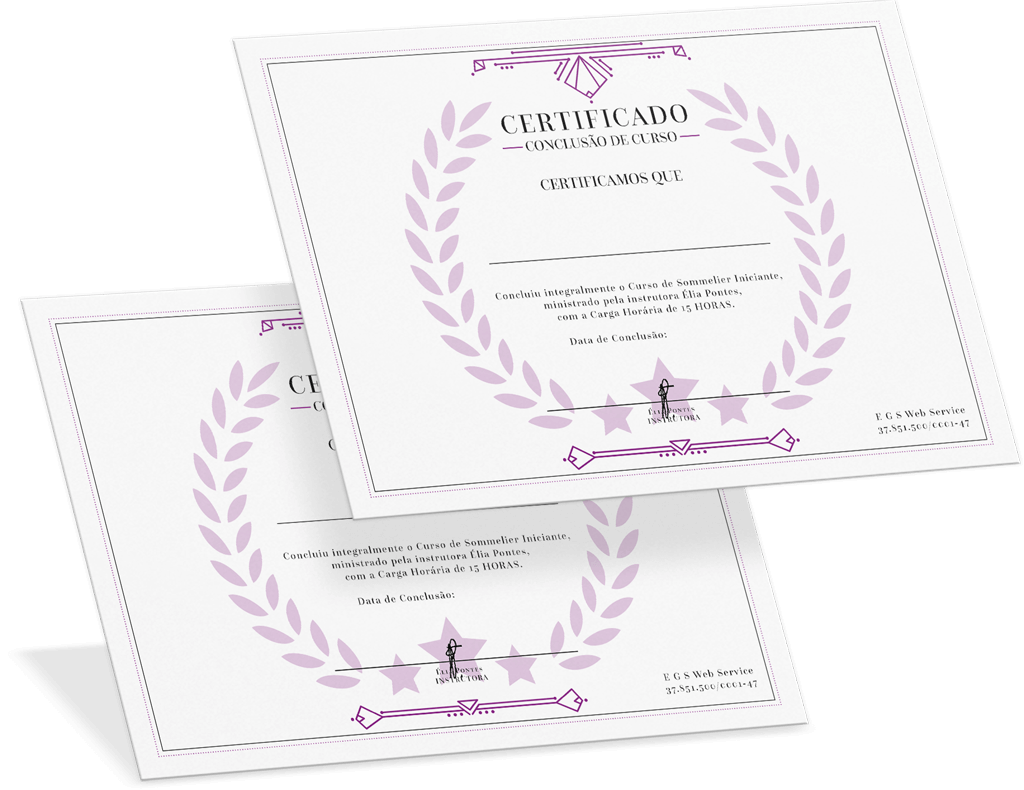 CERTIFICADO
CONCLUSÃO DE CURSO
CERTIFICAMOS QUE
Concluiu integralmente o Curso de Sommelier Iniciante,
ministrado pela instrutora Élia Pontes,
com a Carga Horária de 15 HORAS.
Data de Conclusão:
Élia Pontes
INSTRUTORA
E G S Web Service
37.851.500/0001-47
CE
CO
C
Concluiu integralmente o Curso de Sommelier Iniciante,
ministrado pela instrutora Élia Pontes,
com a Carga Horária de 15 HORAS.
Data de Conclusão:
Élia Pontes
INSTRUTORA
E G S Web Service
37.851.500/0001-47